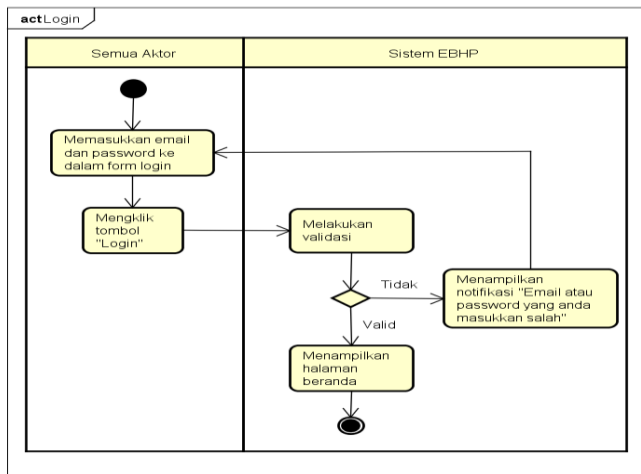 actLogin
Semua Aktor
Sistem EBHP
Memasukkan email
dan password ke
dalam form login
Mengklik
tombol
"Login"
Melakukan
validasi
Tidak
Menampilkan
notifikasi "Email atau
password yang anda
masukkan salah"
Valid
Menampilkan
halaman
beranda